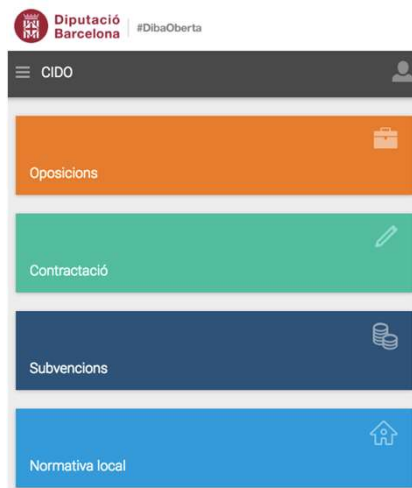 Diputació
Barcelona
#DibaOberta
CIDO
Oposicions
Contractació
Subvencions
Normativa local